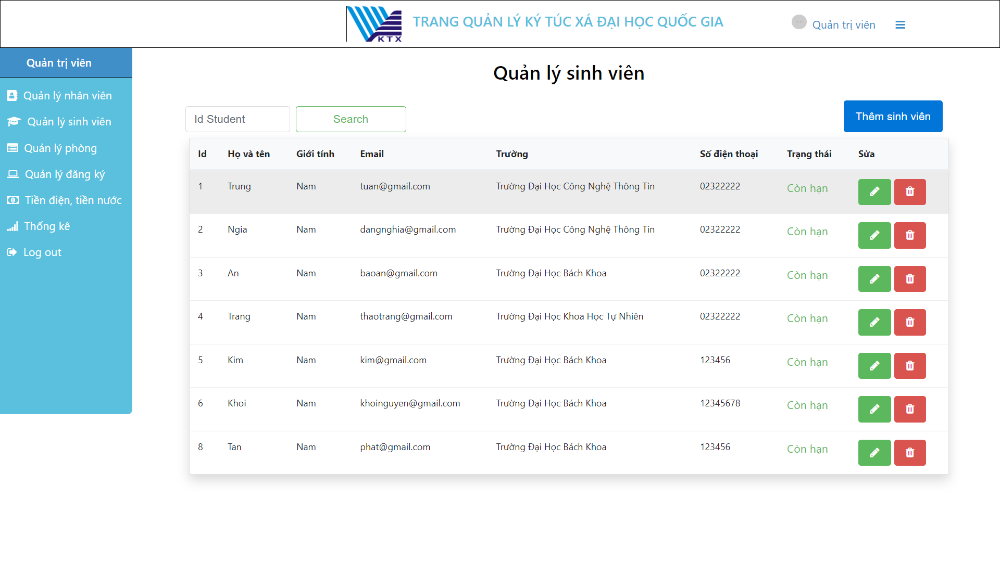 KTX
TRANG QUẢN LÝ KÝ TÚC XÁ ĐẠI HỌC QUỐC GIA
Quản trị viên
Quản trị viên
Quản lý nhân viên
Quản lý sinh viên
Quản lý phòng
Quản lý đăng ký
Tiền điện, tiền nước
Thống kê
Log out
Quản lý sinh viên
Id Student Search Thêm sinh viên
Id Họ và tên Giới tính Email Trường Số điện thoại Trạng thái Sửa
1 Trung Nam tuan@gmail.com Trường Đại Học Công Nghệ Thông Tin 02322222 Còn hạn
2 Ngia Nam dangnghia@gmail.com Trường Đại Học Công Nghệ Thông Tin 02322222 Còn hạn
3 An Nam baoan@gmail.com Trường Đại Học Bách Khoa 02322222 Còn hạn
4 Trang Nam thaotrang@gmail.com Trường Đại Học Khoa Học Tự Nhiên 02322222 Còn hạn
5 Kim Nam kim@gmail.com Trường Đại Học Bách Khoa 123456 Còn hạn
6 Khoi Nam khoinguyen@gmail.com Trường Đại Học Bách Khoa 12345678 Còn hạn
8 Tan Nam phat@gmail.com Trường Đại Học Bách Khoa 123456 Còn hạn